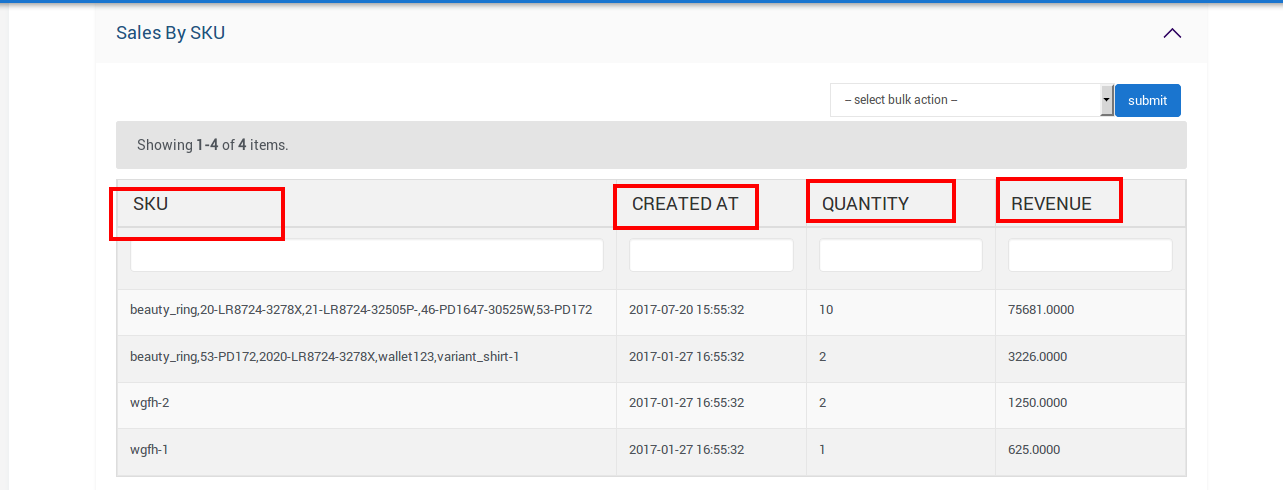 Sales By SKU
-- select bulk action -- submit
Showing 1-4 of 4 items.
SKU CREATED AT QUANTITY REVENUE
beauty_ring,20-LR8724-3278X,21-LR8724-32505P-,46-PD1647-30525W,53-PD172 2017-07-20 15:55:32 10 75681.0000
beauty_ring,53-PD172,2020-LR8724-3278X,wallet123,variant_shirt-1 2017-01-27 16:55:32 2 3226.0000
wgfh-2 2017-01-27 16:55:32 2 1250.0000
wgfh-1 2017-01-27 16:55:32 1 625.0000